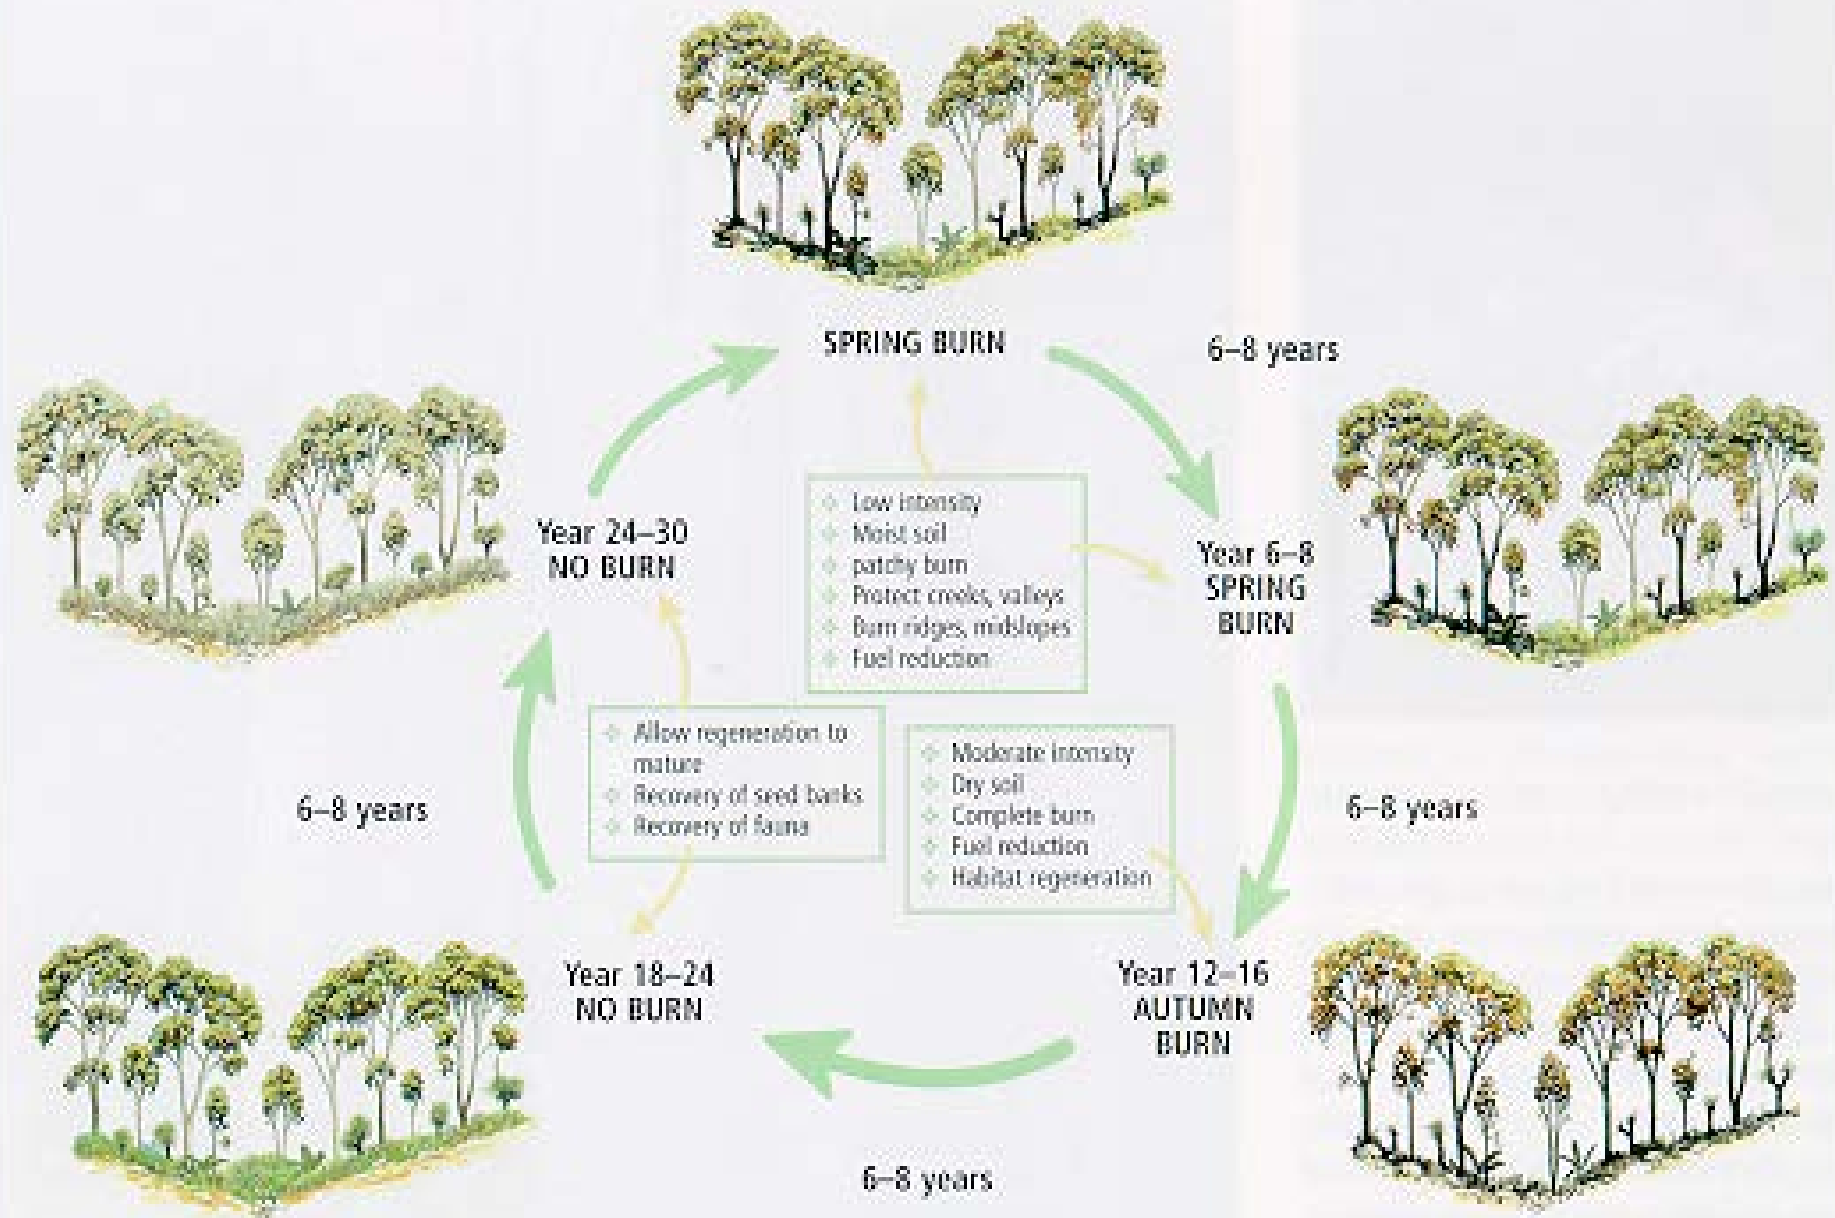 SPRING BURN
6–8 years
Low intensity
Moist soil
patchy burn
Protect creeks, valleys
Burn ridges, midslopes
Fuel reduction
Year 24–30
NO BURN
Year 6–8
SPRING
BURN
Allow regeneration to
mature
Recovery of seed banks
Recovery of fauna
Moderate intensity
Dry soil
Complete burn
Fuel reduction
Habitat regeneration
6–8 years
6–8 years
Year 18–24
NO BURN
Year 12–16
AUTUMN
BURN
6–8 years